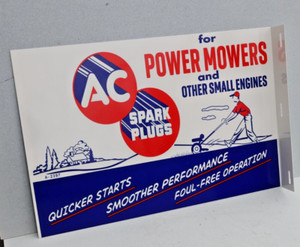 for
POWER MOWERS
and
OTHER SMALL ENGINES
AC
SPARK
PLUGS
QUICKER STARTS
SMOOTHER PERFORMANCE
FOUL-FREE OPERATION